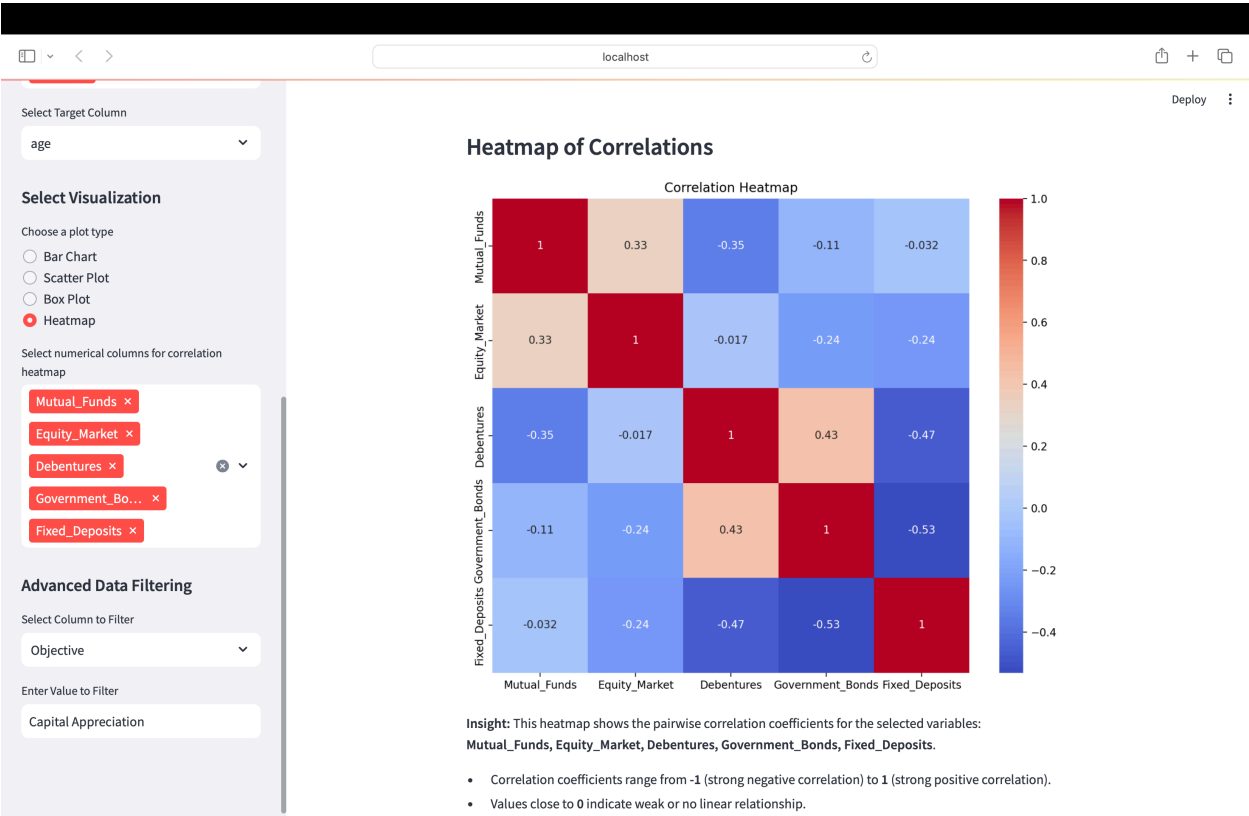 localhost
Deploy
Select Target Column
age
Select Visualization
Choose a plot type
Bar Chart
Scatter Plot
Box Plot
Heatmap
Select numerical columns for correlation
heatmap
Mutual_Funds ×
Equity_Market ×
Debentures ×
Government_Bo... ×
Fixed_Deposits ×
Advanced Data Filtering
Select Column to Filter
Objective
Enter Value to Filter
Capital Appreciation
Heatmap of Correlations
Correlation Heatmap
Mutual_Funds
1 0.33 -0.35 -0.11 -0.032
Equity_Market
0.33 1 -0.017 -0.24 -0.24
Debentures
-0.35 -0.017 1 0.43 -0.47
Government_Bonds
-0.11 -0.24 0.43 1 -0.53
Fixed_Deposits
-0.032 -0.24 -0.47 -0.53 1
Mutual_Funds Equity_Market Debentures Government_Bonds Fixed_Deposits
1.0
0.8
0.6
0.4
0.2
0.0
−0.2
−0.4
Insight: This heatmap shows the pairwise correlation coefficients for the selected variables:
Mutual_Funds, Equity_Market, Debentures, Government_Bonds, Fixed_Deposits.
• Correlation coefficients range from -1 (strong negative correlation) to 1 (strong positive correlation).
• Values close to 0 indicate weak or no linear relationship.